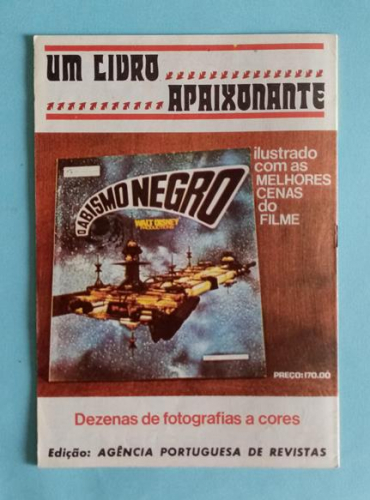 UM LIVRO
APAIXONANTE
ilustrado
com as
MELHORES
CENAS
do
FILME
O ABISMO NEGRO
WALT DISNEY
PRODUCTIONS
PREÇO: 170.00
Dezenas de fotografias a cores
Edição: AGÊNCIA PORTUGUESA DE REVISTAS